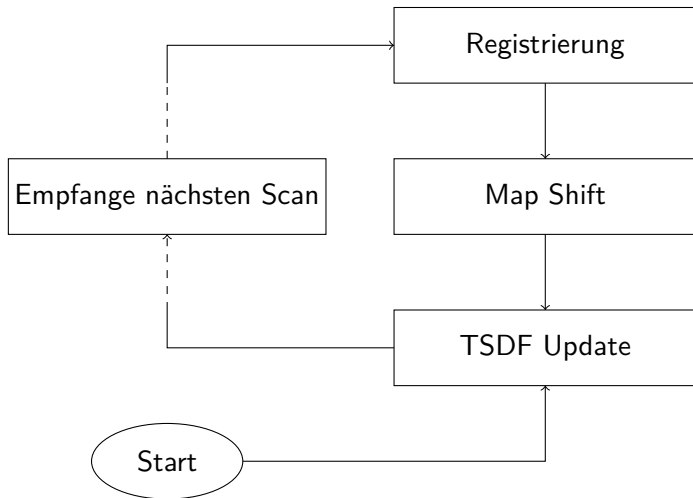 Registrierung
Empfange nächsten Scan
Map Shift
TSDF Update
Start